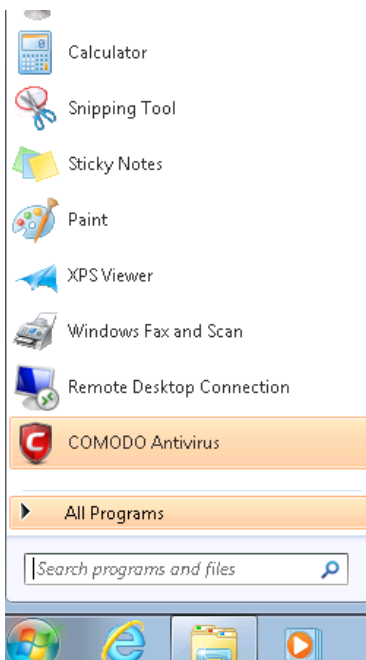 Calculator
Snipping Tool
Sticky Notes
Paint
XPS Viewer
Windows Fax and Scan
Remote Desktop Connection
COMODO Antivirus
All Programs
Search programs and files